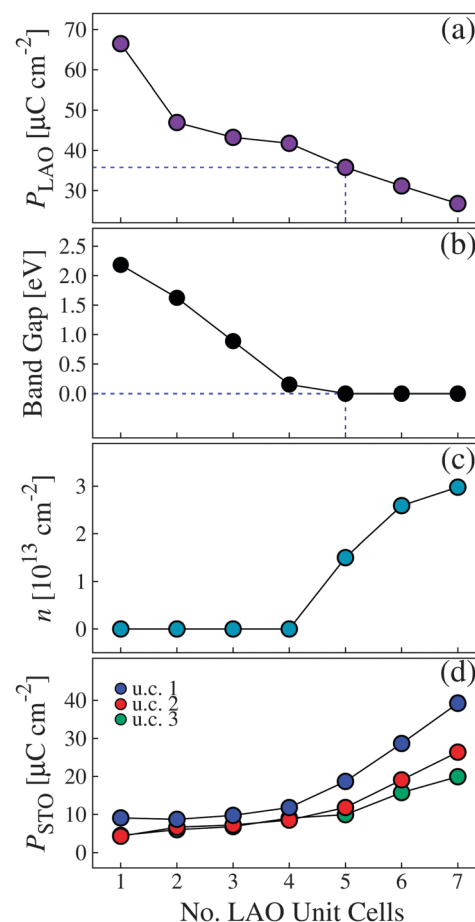 (a)
P_LAO [μC cm⁻²]
70
60
50
40
30
(b)
Band Gap [eV]
2.5
2.0
1.5
1.0
0.5
0.0
(c)
n [10¹³ cm⁻²]
3
2
1
0
(d)
P_STO [μC cm⁻²]
u.c. 1
u.c. 2
u.c. 3
40
30
20
10
0
1 2 3 4 5 6 7
No. LAO Unit Cells